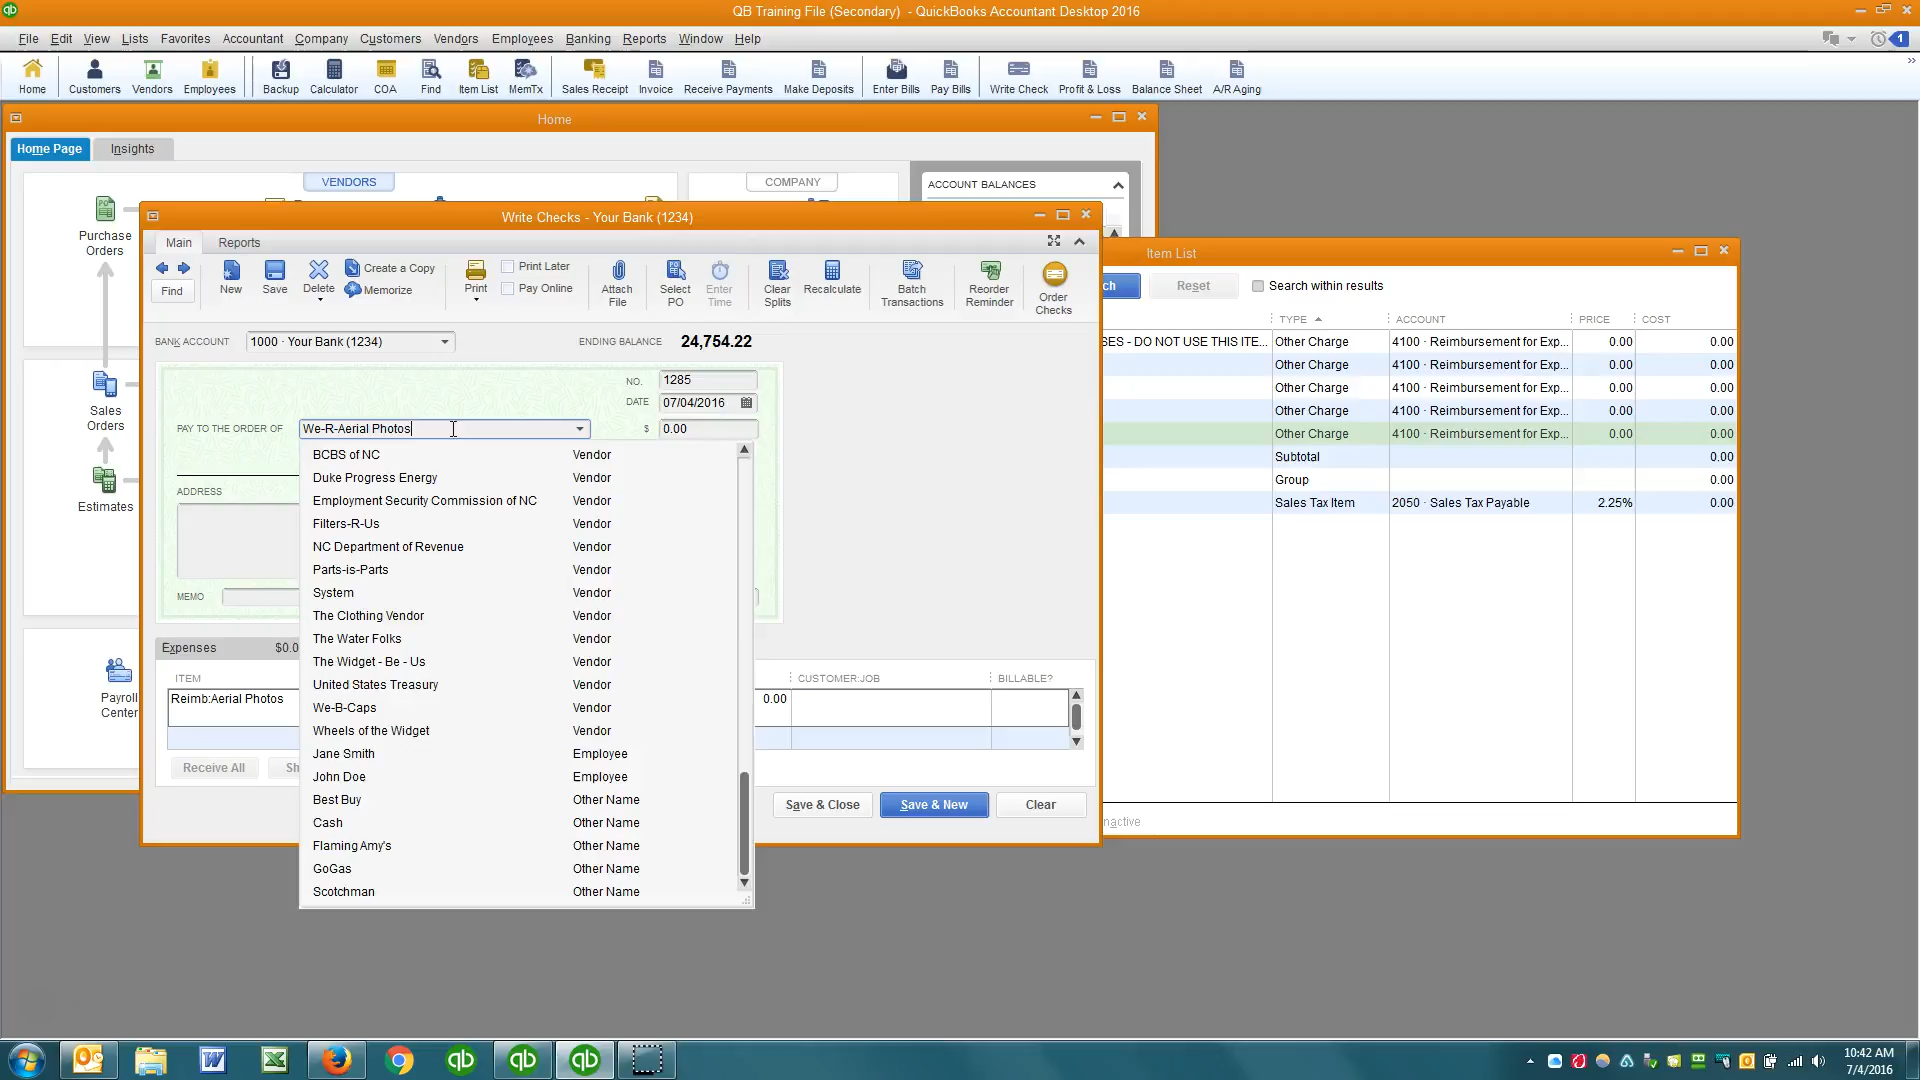 QB Training File (Secondary) - QuickBooks Accountant Desktop 2016
File Edit View Lists Favorites Accountant Company Customers Vendors Employees Banking Reports Window Help
1
Home Customers Vendors Employees Backup Calculator COA Find Item List MemTx Sales Receipt Invoice Receive Payments Make Deposits Enter Bills Pay Bills Write Check Profit & Loss Balance Sheet A/R Aging
Home
Home Page Insights
VENDORS COMPANY ACCOUNT BALANCES
Purchase
Orders
Sales
Orders
Estimates
Payroll
Center
Write Checks - Your Bank (1234)
Main Reports
Find New Save Delete Create a Copy
Memorize
Print Print Later
Pay Online
Attach
File
Select
PO
Enter
Time
Clear
Splits
Recalculate
Batch
Transactions
Reorder
Reminder
Order
Checks
BANK ACCOUNT 1000 · Your Bank (1234) ENDING BALANCE 24,754.22
NO. 1285
DATE 07/04/2016
PAY TO THE ORDER OF We-R-Aerial Photos $ 0.00
ADDRESS
MEMO
BCBS of NC Vendor
Duke Progress Energy Vendor
Employment Security Commission of NC Vendor
Filters-R-Us Vendor
NC Department of Revenue Vendor
Parts-is-Parts Vendor
System Vendor
The Clothing Vendor Vendor
The Water Folks Vendor
The Widget - Be - Us Vendor
United States Treasury Vendor
We-B-Caps Vendor
Wheels of the Widget Vendor
Jane Smith Employee
John Doe Employee
Best Buy Other Name
Cash Other Name
Flaming Amy's Other Name
GoGas Other Name
Scotchman Other Name
Expenses $0.0
ITEM CUSTOMER:JOB BILLABLE?
Reimb:Aerial Photos 0.00
Receive All Sh
Save & Close Save & New Clear
Item List
ch Reset Search within results
TYPE ACCOUNT PRICE COST
SES - DO NOT USE THIS ITE... Other Charge 4100 · Reimbursement for Exp... 0.00 0.00
Other Charge 4100 · Reimbursement for Exp... 0.00 0.00
Other Charge 4100 · Reimbursement for Exp... 0.00 0.00
Other Charge 4100 · Reimbursement for Exp... 0.00 0.00
Other Charge 4100 · Reimbursement for Exp... 0.00 0.00
Subtotal 0.00
Group 0.00
Sales Tax Item 2050 · Sales Tax Payable 2.25% 0.00
nactive
10:42 AM
7/4/2016